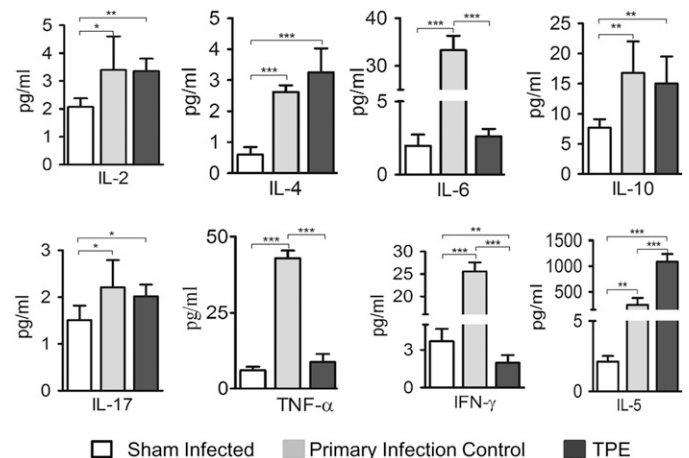 pg/ml
5
4
3
2
1
0
*
**
IL-2
pg/ml
5
4
3
2
1
0
***
***
IL-4
pg/ml
30
5
0
***
***
IL-6
pg/ml
25
20
15
10
5
0
**
**
IL-10
pg/ml
3
2
1
0
*
*
IL-17
pg/ml
50
25
0
***
***
TNF-α
pg/ml
30
25
20
3
0
**
***
***
IFN-γ
pg/ml
1500
1000
500
5
0
***
***
**
IL-5
Sham Infected
Primary Infection Control
TPE